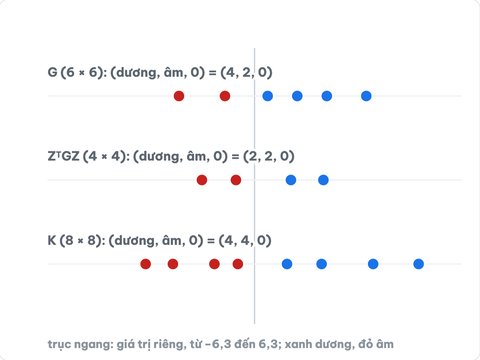 G (6 × 6): (dương, âm, 0) = (4, 2, 0)
ZᵀGZ (4 × 4): (dương, âm, 0) = (2, 2, 0)
K (8 × 8): (dương, âm, 0) = (4, 4, 0)
trục ngang: giá trị riêng, từ −6,3 đến 6,3; xanh dương, đỏ âm